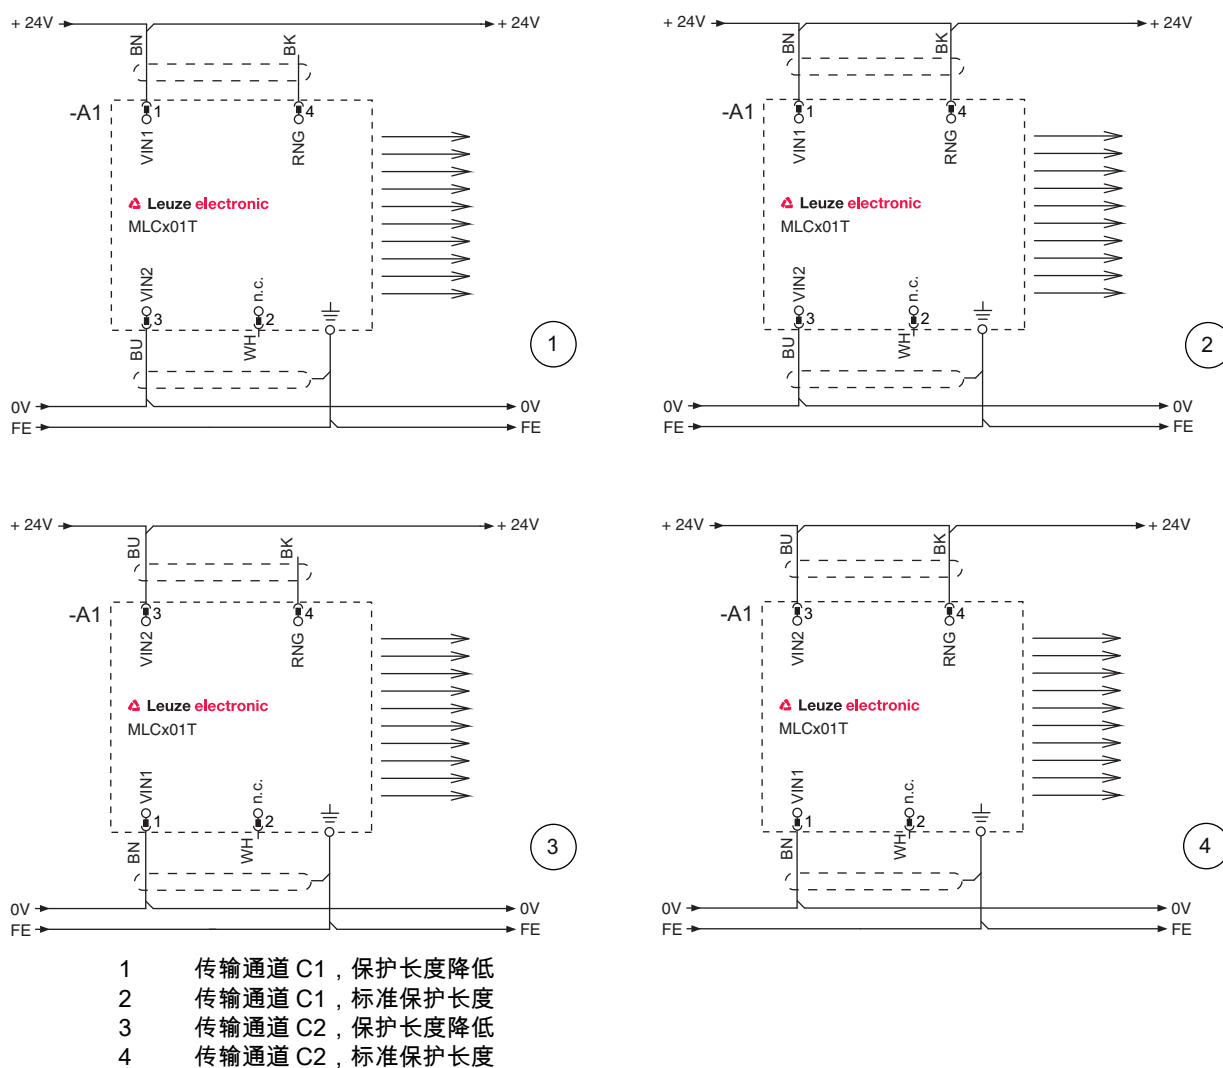 + 24V
+ 24V
BN
BK
-A1
1
4
VIN1
RNG
Leuze electronic
MLCx01T
VIN2
n.c.
3
2
BU
WH
1
0V
0V
FE
FE
+ 24V
+ 24V
BN
BK
-A1
1
4
VIN1
RNG
Leuze electronic
MLCx01T
VIN2
n.c.
3
2
BU
WH
2
0V
0V
FE
FE
+ 24V
+ 24V
BU
BK
-A1
3
4
VIN2
RNG
Leuze electronic
MLCx01T
VIN1
n.c.
1
2
BN
WH
3
0V
0V
FE
FE
+ 24V
+ 24V
BU
BK
-A1
3
4
VIN2
RNG
Leuze electronic
MLCx01T
VIN1
n.c.
1
2
BN
WH
4
0V
0V
FE
FE
1 传输通道 C1，保护长度降低
2 传输通道 C1，标准保护长度
3 传输通道 C2，保护长度降低
4 传输通道 C2，标准保护长度